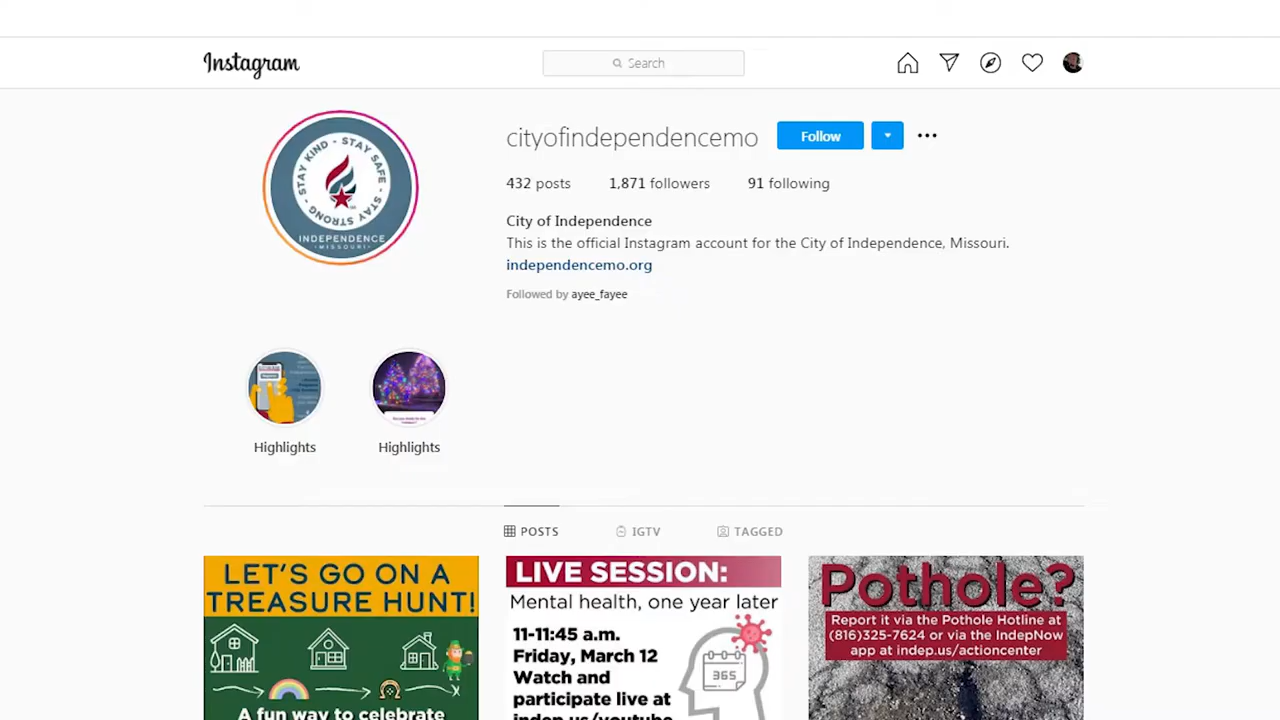 Instagram
Search
cityofindependencemo
Follow
432 posts 1,871 followers 91 following
City of Independence
This is the official Instagram account for the City of Independence, Missouri.
independencemo.org
Followed by ayee_fayee
STAY KIND - STAY SAFE - STAY STRONG -
INDEPENDENCE
MISSOURI
Highlights Highlights
POSTS IGTV TAGGED
LET'S GO ON A
TREASURE HUNT!
A fun way to celebrate
LIVE SESSION:
Mental health, one year later
11-11:45 a.m.
Friday, March 12
Watch and
participate live at
indep.us/youtube
365
Pothole?
Report it via the Pothole Hotline at
(816)325-7624 or via the IndepNow
app at indep.us/actioncenter